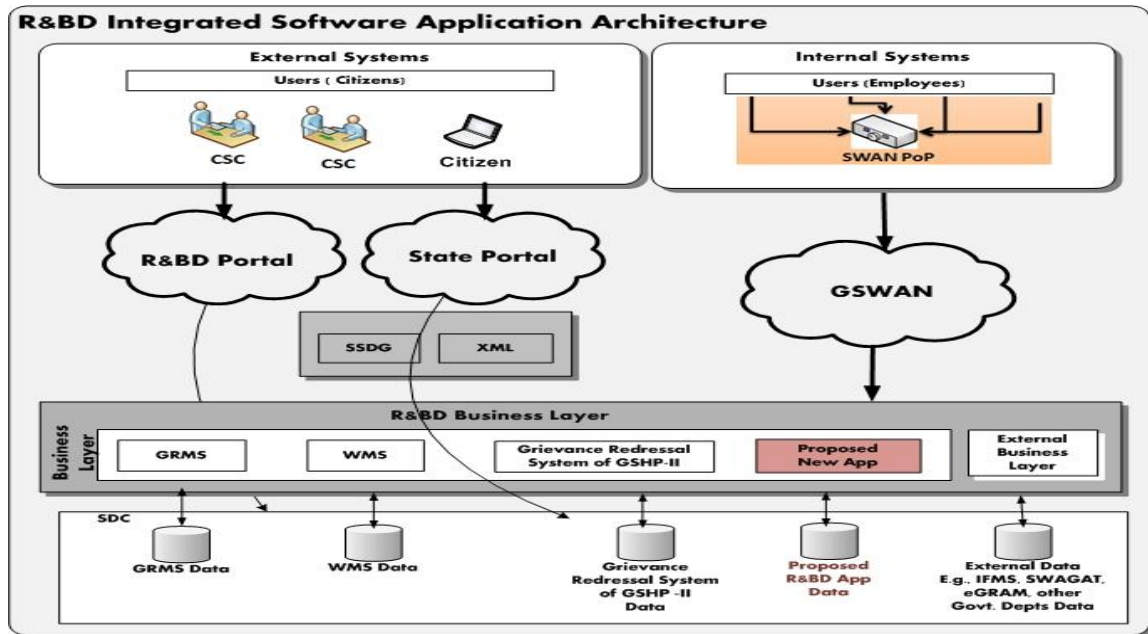 R&BD Integrated Software Application Architecture
External Systems
Users ( Citizens)
CSC
CSC
Citizen
Internal Systems
Users (Employees)
SWAN PoP
R&BD Portal
State Portal
GSWAN
SSDG
XML
R&BD Business Layer
Business
Layer
GRMS
WMS
Grievance Redressal
System of GSHP-II
Proposed
New App
External
Business
Layer
SDC
GRMS Data
WMS Data
Grievance
Redressal System
of GSHP -II
Data
Proposed
R&BD App
Data
External Data
E.g., IFMS, SWAGAT,
eGRAM, other
Govt. Depts Data